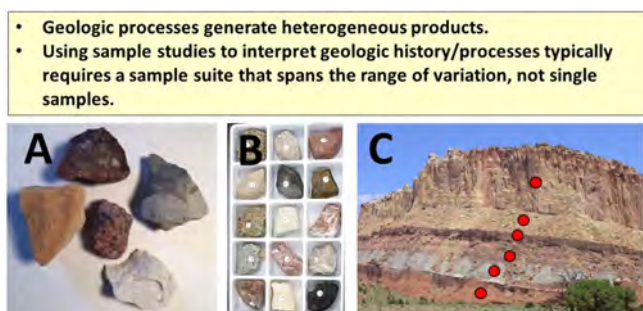 • Geologic processes generate heterogeneous products.
• Using sample studies to interpret geologic history/processes typically
requires a sample suite that spans the range of variation, not single
samples.
A B C